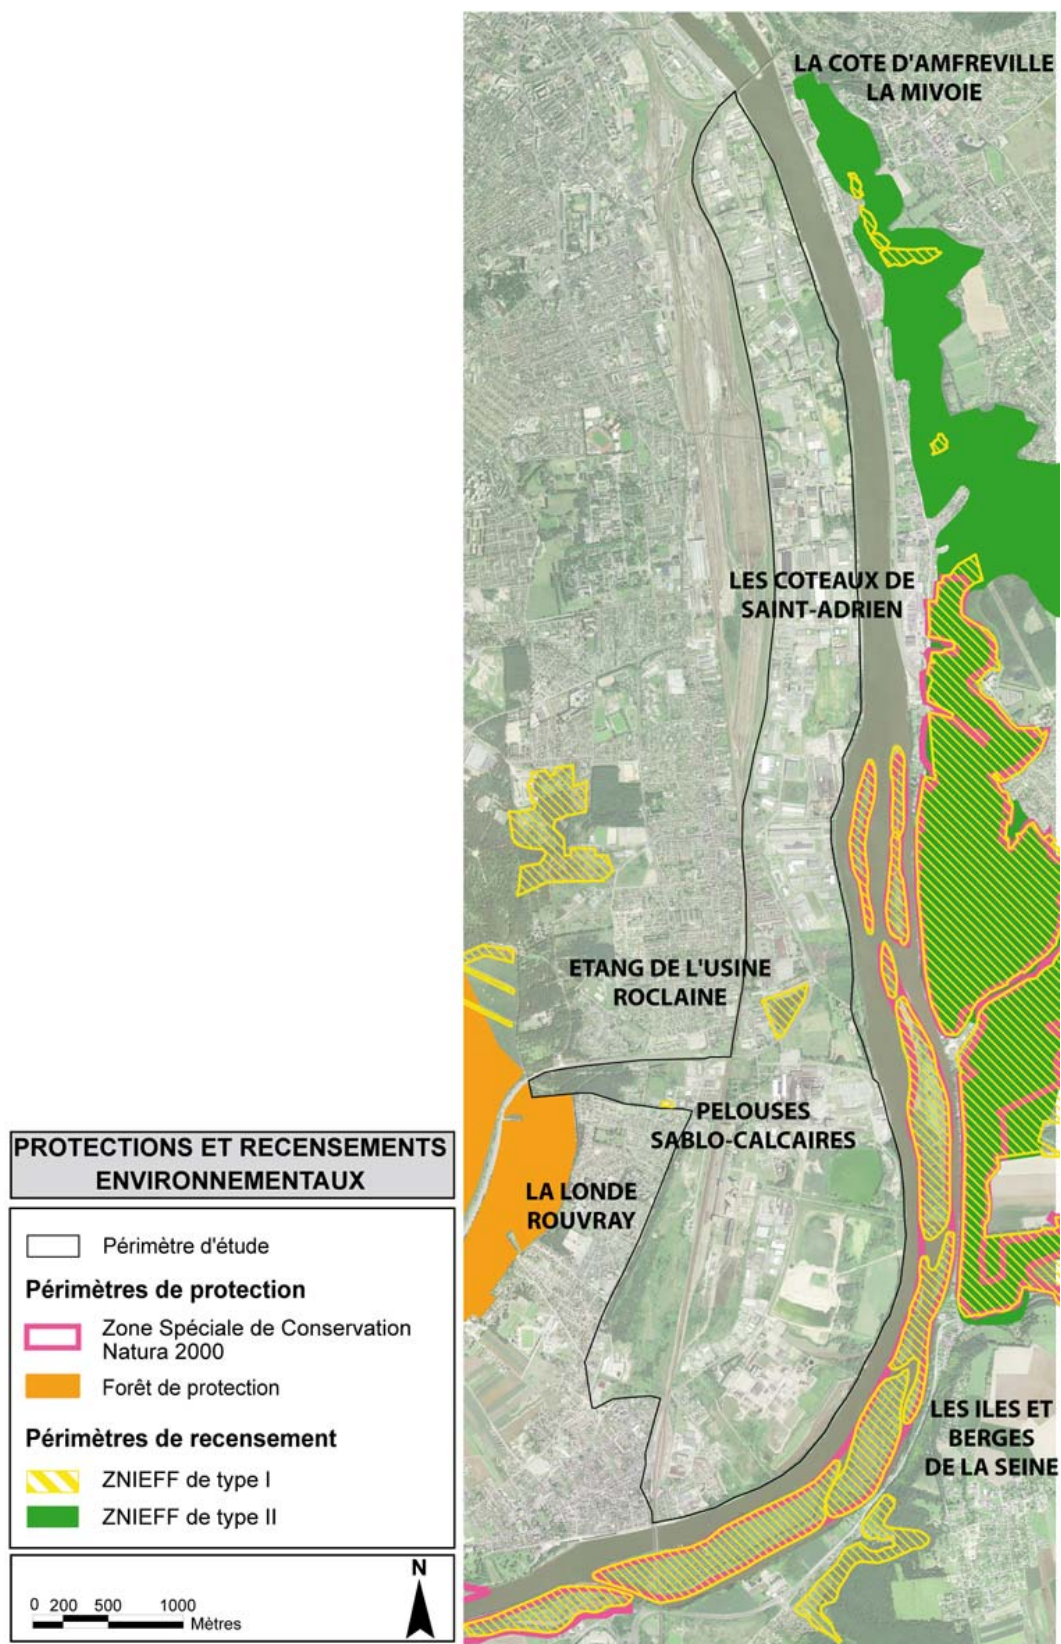 LA COTE D'AMFREVILLE
LA MIVOIE
LES COTEAUX DE
SAINT-ADRIEN
ETANG DE L'USINE
ROCLAINE
PELOUSES
SABLO-CALCAIRES
LA LONDE
ROUVRAY
LES ILES ET
BERGES
DE LA SEINE
PROTECTIONS ET RECENSEMENTS
ENVIRONNEMENTAUX
Périmètre d'étude
Périmètres de protection
Zone Spéciale de Conservation
Natura 2000
Forêt de protection
Périmètres de recensement
ZNIEFF de type I
ZNIEFF de type II
N
0 200 500 1000
Mètres